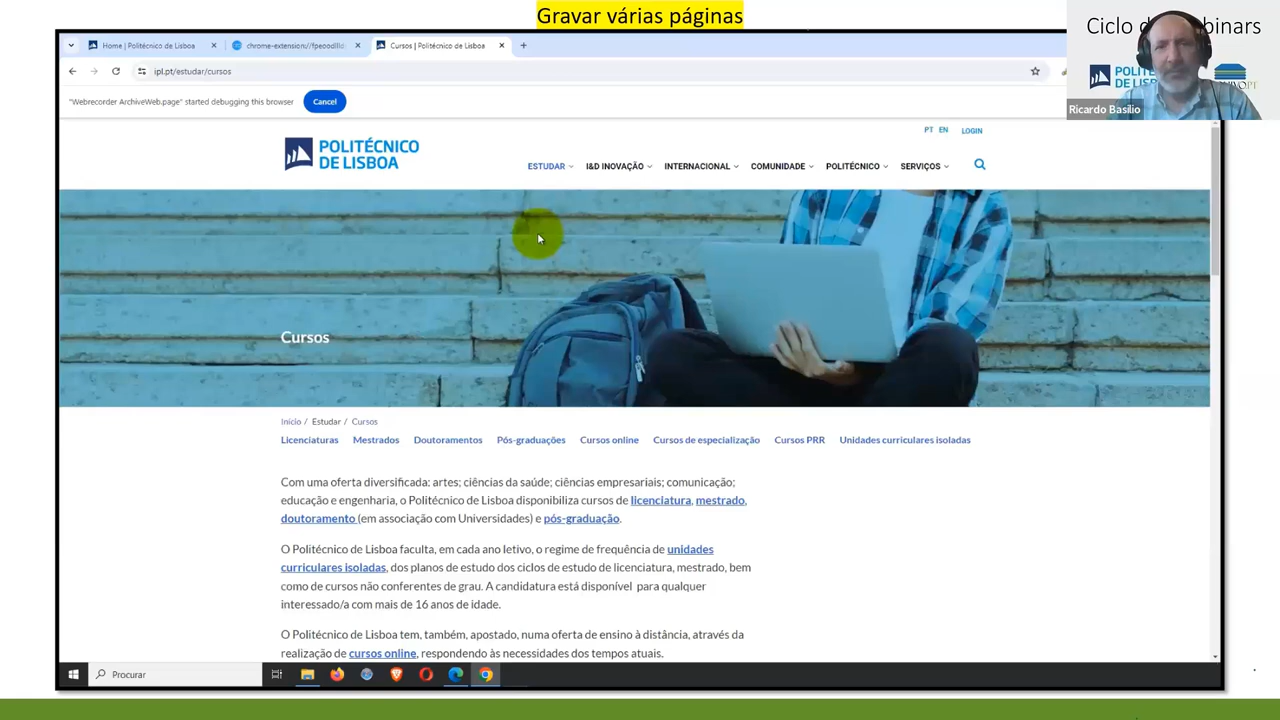 Gravar várias páginas
Ciclo de
binars
Home | Politécnico de Lisboa
Cursos | Politécnico de Lisboa
ipl.pt/estudar/cursos
"Webrecorder ArchiveWeb.page" started debugging this browser
Cancel
Ricardo Basílio
PT EN LOGIN
POLITÉCNICO
DE LISBOA
ESTUDAR I&D INOVAÇÃO INTERNACIONAL COMUNIDADE POLITÉCNICO SERVIÇOS
Cursos
Início / Estudar / Cursos
Licenciaturas Mestrados Doutoramentos Pós-graduações Cursos online Cursos de especialização Cursos PRR Unidades curriculares isoladas
Com uma oferta diversificada: artes; ciências da saúde; ciências empresariais; comunicação;
educação e engenharia, o Politécnico de Lisboa disponibiliza cursos de licenciatura, mestrado,
doutoramento (em associação com Universidades) e pós-graduação.
O Politécnico de Lisboa faculta, em cada ano letivo, o regime de frequência de unidades
curriculares isoladas, dos planos de estudo dos ciclos de estudo de licenciatura, mestrado, bem
como de cursos não conferentes de grau. A candidatura está disponível para qualquer
interessado/a com mais de 16 anos de idade.
O Politécnico de Lisboa tem, também, apostado, numa oferta de ensino à distância, através da
realização de cursos online, respondendo às necessidades dos tempos atuais.
Procurar